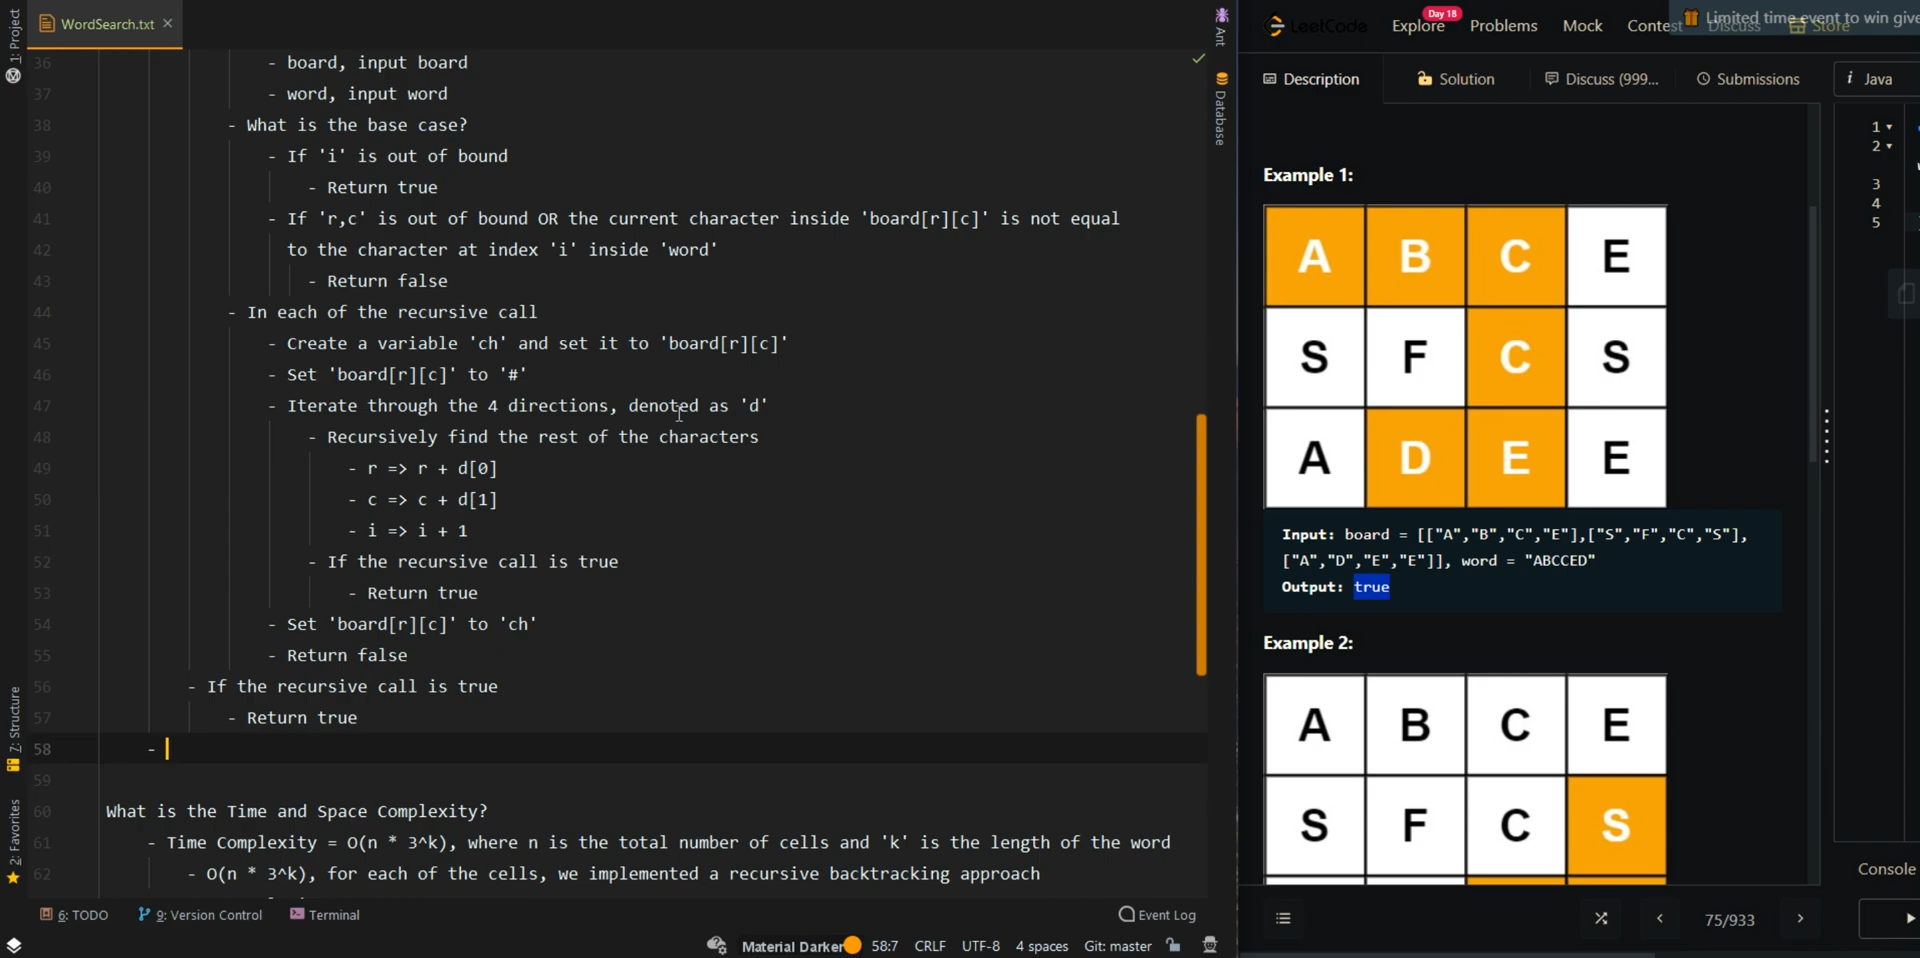 WordSearch.txt
1: Project
36 - board, input board
37 - word, input word
38 - What is the base case?
39 - If 'i' is out of bound
40 - Return true
41 - If 'r,c' is out of bound OR the current character inside 'board[r][c]' is not equal
42 to the character at index 'i' inside 'word'
43 - Return false
44 - In each of the recursive call
45 - Create a variable 'ch' and set it to 'board[r][c]'
46 - Set 'board[r][c]' to '#'
47 - Iterate through the 4 directions, denoted as 'd'
48 - Recursively find the rest of the characters
49 - r => r + d[0]
50 - c => c + d[1]
51 - i => i + 1
52 - If the recursive call is true
53 - Return true
54 - Set 'board[r][c]' to 'ch'
55 - Return false
56 - If the recursive call is true
57 - Return true
58 -
59
60 What is the Time and Space Complexity?
61 - Time Complexity = O(n * 3^k), where n is the total number of cells and 'k' is the length of the word
62 - O(n * 3^k), for each of the cells, we implemented a recursive backtracking approach
7: Structure
2: Favorites
Ant
Database
6: TODO
9: Version Control
Terminal
Event Log
Material Darker
58:7
CRLF
UTF-8
4 spaces
Git: master
LeetCode
Explore
Day 18
Problems
Mock
Contest
Discuss
Store
Limited time event to win give
Description
Solution
Discuss (999...
Submissions
i Java
1
2
3
4
5
Example 1:
A B C E
S F C S
A D E E
Input: board = [["A","B","C","E"],["S","F","C","S"],
["A","D","E","E"]], word = "ABCCED"
Output: true
Example 2:
A B C E
S F C S
75/933
Console